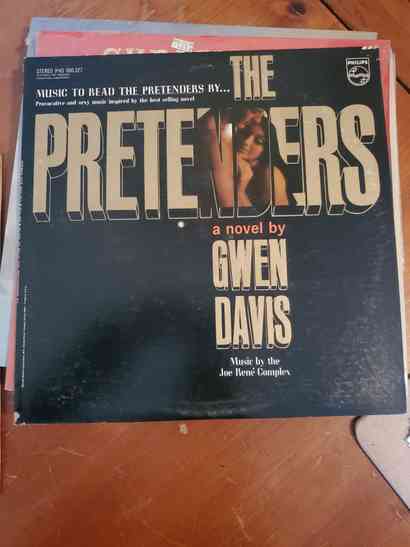 STEREO PHS 600.327
PHILIPS
MUSIC TO READ THE PRETENDERS BY...
Provocative and sexy music inspired by the best selling novel
THE
PRETENDERS
a novel by
GWEN
DAVIS
Music by the
Joe René Complex